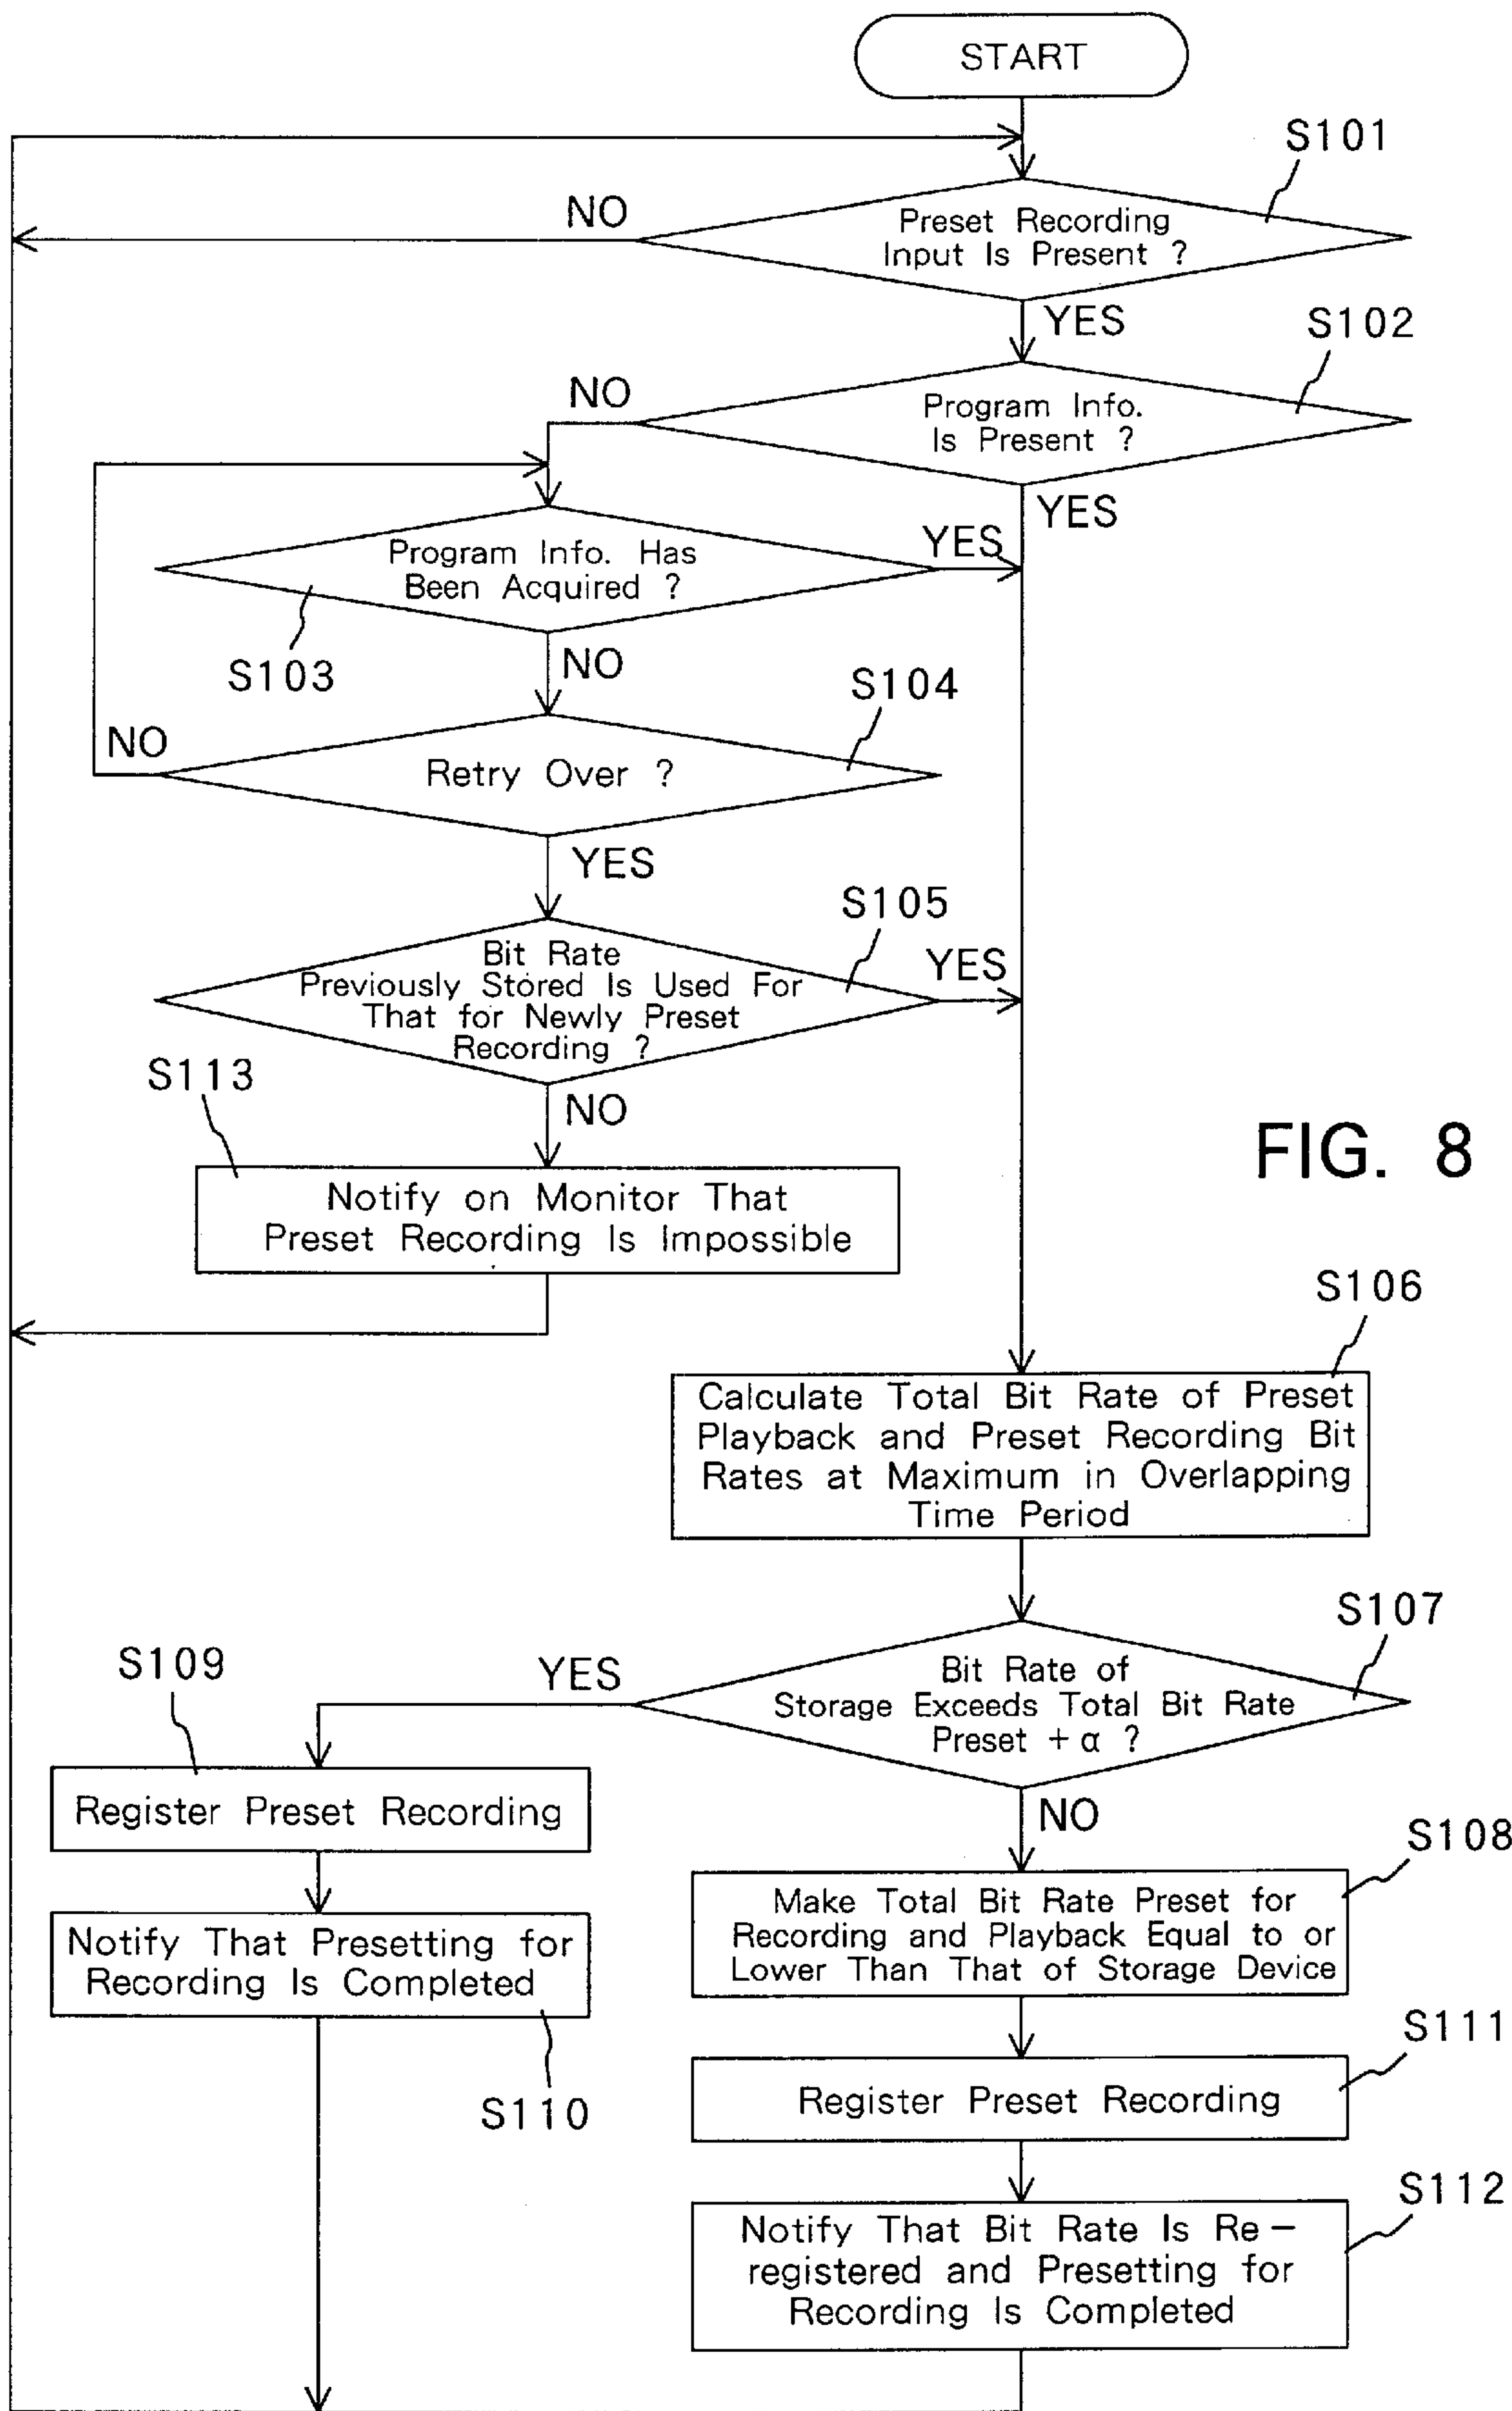 START
S101
NO
Preset Recording
Input Is Present ?
YES
S102
NO
Program Info.
Is Present ?
YES
Program Info. Has
Been Acquired ?
YES
S103
NO
S104
NO
Retry Over ?
YES
S105
Bit Rate
Previously Stored Is Used For
That for Newly Preset
Recording ?
YES
S113
NO
Notify on Monitor That
Preset Recording Is Impossible
FIG. 8
S106
Calculate Total Bit Rate of Preset
Playback and Preset Recording Bit
Rates at Maximum in Overlapping
Time Period
S107
S109
YES
Bit Rate of
Storage Exceeds Total Bit Rate
Preset + α ?
Register Preset Recording
NO
S108
Make Total Bit Rate Preset for
Recording and Playback Equal to or
Lower Than That of Storage Device
Notify That Presetting for
Recording Is Completed
S110
S111
Register Preset Recording
S112
Notify That Bit Rate Is Re-
registered and Presetting for
Recording Is Completed